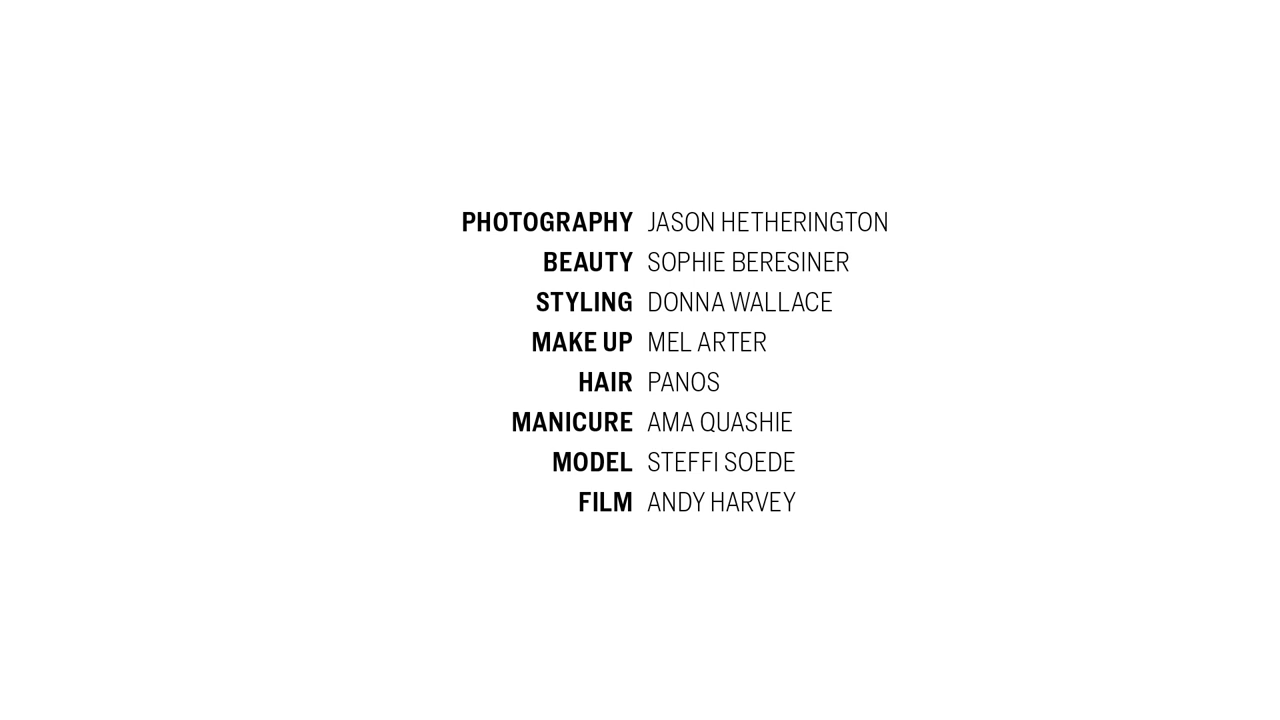 PHOTOGRAPHY JASON HETHERINGTON
BEAUTY SOPHIE BERESINER
STYLING DONNA WALLACE
MAKE UP MEL ARTER
HAIR PANOS
MANICURE AMA QUASHIE
MODEL STEFFI SOEDE
FILM ANDY HARVEY